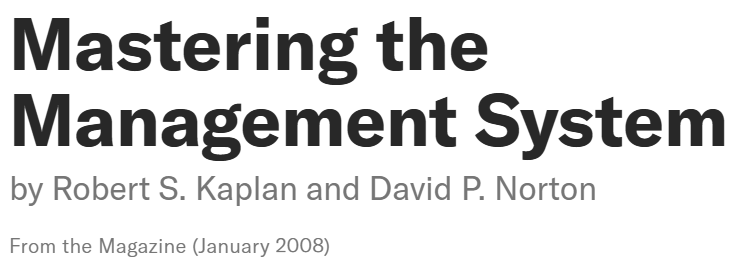 Mastering the
Management System
by Robert S. Kaplan and David P. Norton
From the Magazine (January 2008)